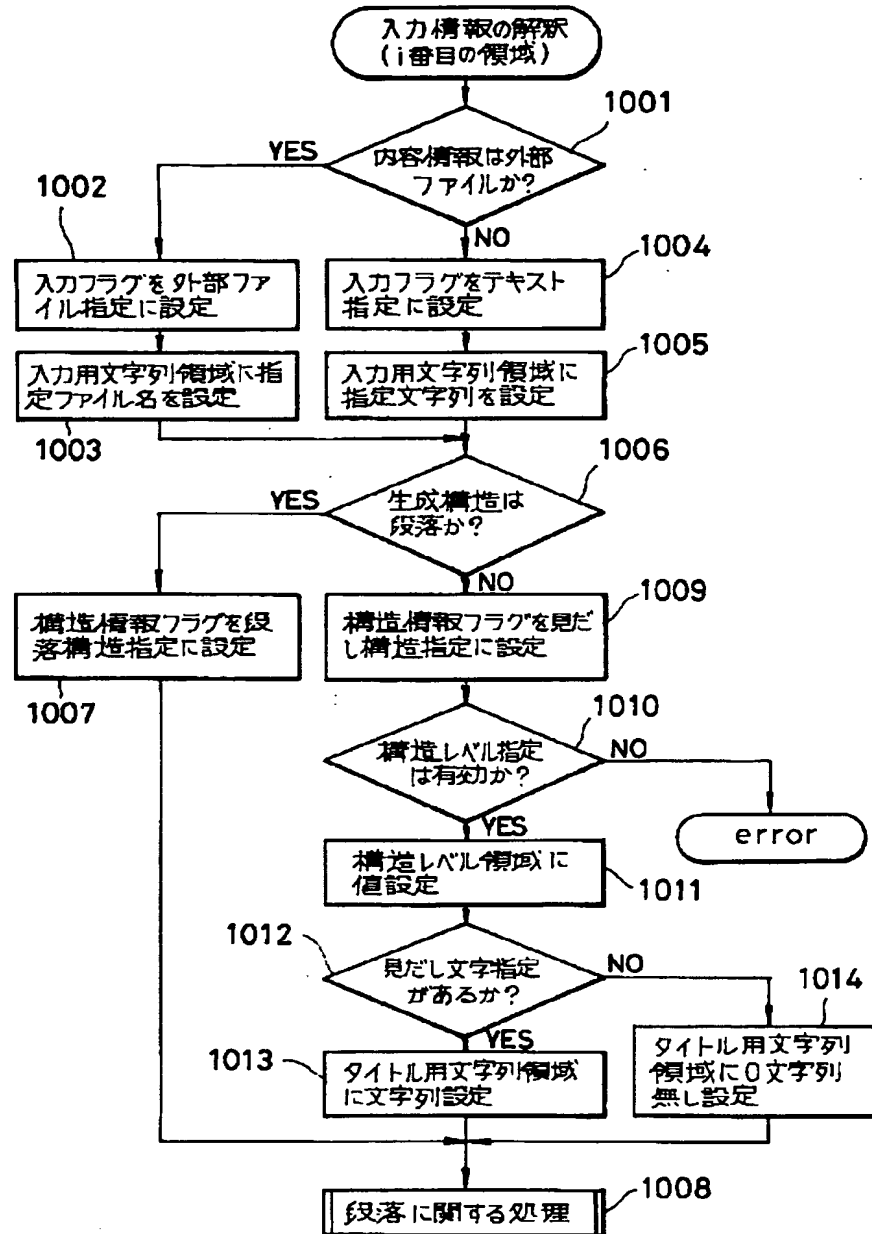 入力情報の解釈
(i番目の領域)
1001
内容情報は外部
ファイルか?
YES
NO
1002
入力フラグを外部ファ
イル指定に設定
1004
入力フラグをテキスト
指定に設定
入力用文字列領域に指
定ファイル名を設定
1003
1005
入力用文字列領域に
指定文字列を設定
1006
生成構造は
段落か?
YES
NO
構造情報フラグを段
落構造指定に設定
1007
1009
構造情報フラグを見だ
し構造指定に設定
1010
構造レベル指定
は有効か?
NO
error
YES
構造レベル領域に
値設定
1011
1012
見だし文字指定
があるか?
NO
YES
1013
タイトル用文字列領域
に文字列設定
1014
タイトル用文字列
領域に0文字列
無し設定
段落に関する処理
1008